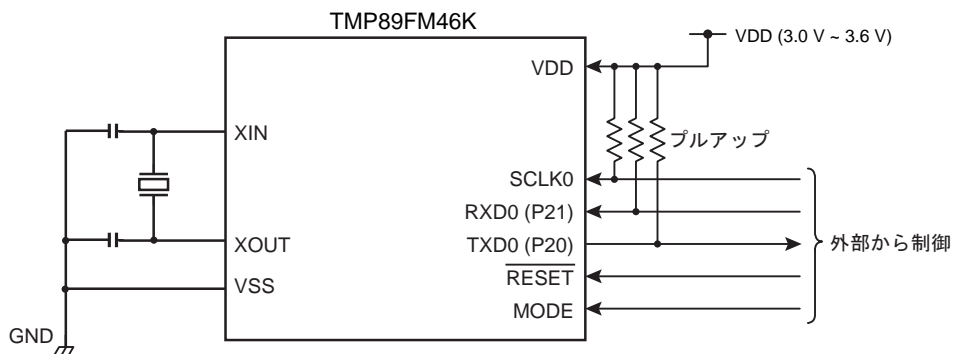 TMP89FM46K
VDD (3.0 V ~ 3.6 V)
VDD
XIN
プルアップ
SCLK0
RXD0 (P21)
XOUT
TXD0 (P20)
外部から制御
RESET
VSS
MODE
GND